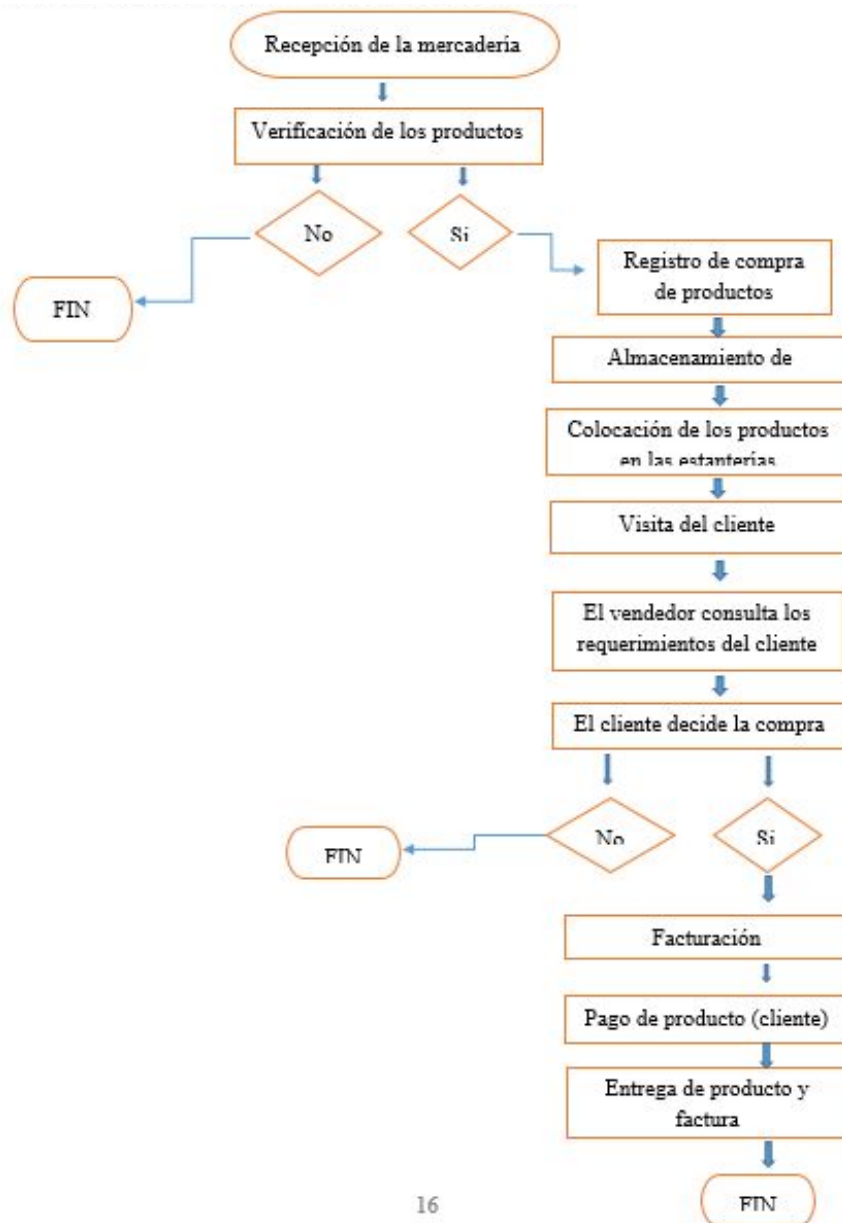 Recepción de la mercadería
Verificación de los productos
No
Si
FIN
Registro de compra
de productos
Almacenamiento de
Colocación de los productos
en las estanterías
Visita del cliente
El vendedor consulta los
requerimientos del cliente
El cliente decide la compra
No
Si
FIN
Facturación
Pago de producto (cliente)
Entrega de producto y
factura
FIN
16